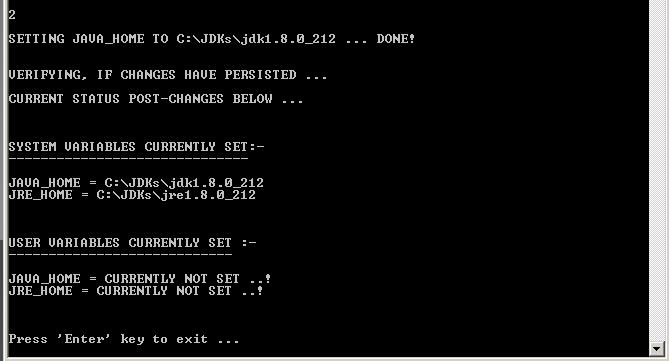 2
SETTING JAVA_HOME TO C:\JDKs\jdk1.8.0_212 ... DONE!
VERIFYING, IF CHANGES HAVE PERSISTED ...
CURRENT STATUS POST-CHANGES BELOW ...
SYSTEM VARIABLES CURRENTLY SET:-
------------------------------
JAVA_HOME = C:\JDKs\jdk1.8.0_212
JRE_HOME = C:\JDKs\jre1.8.0_212
USER VARIABLES CURRENTLY SET :-
----------------------------
JAVA_HOME = CURRENTLY NOT SET ..!
JRE_HOME = CURRENTLY NOT SET ..!
Press 'Enter' key to exit ...